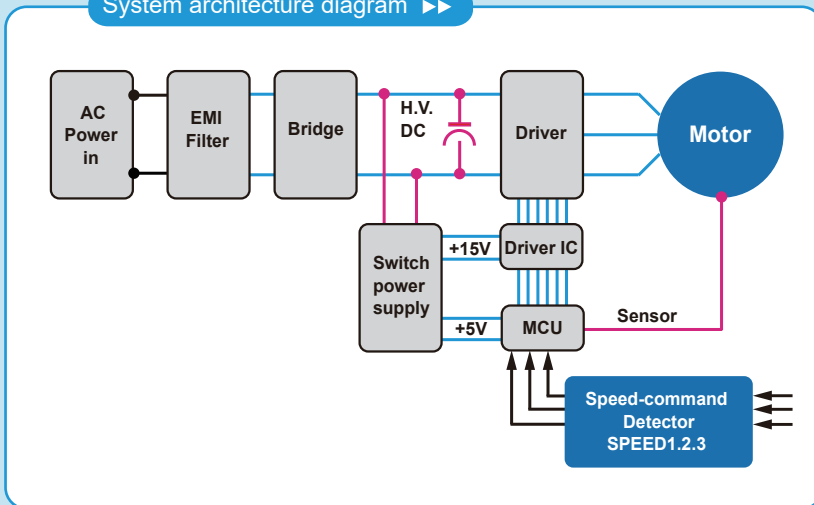 System architecture diagram
AC
Power
in
EMI
Filter
Bridge
H.V.
DC
Driver
Motor
Switch
power
supply
+15V
Driver IC
+5V
MCU
Sensor
Speed-command
Detector
SPEED1.2.3